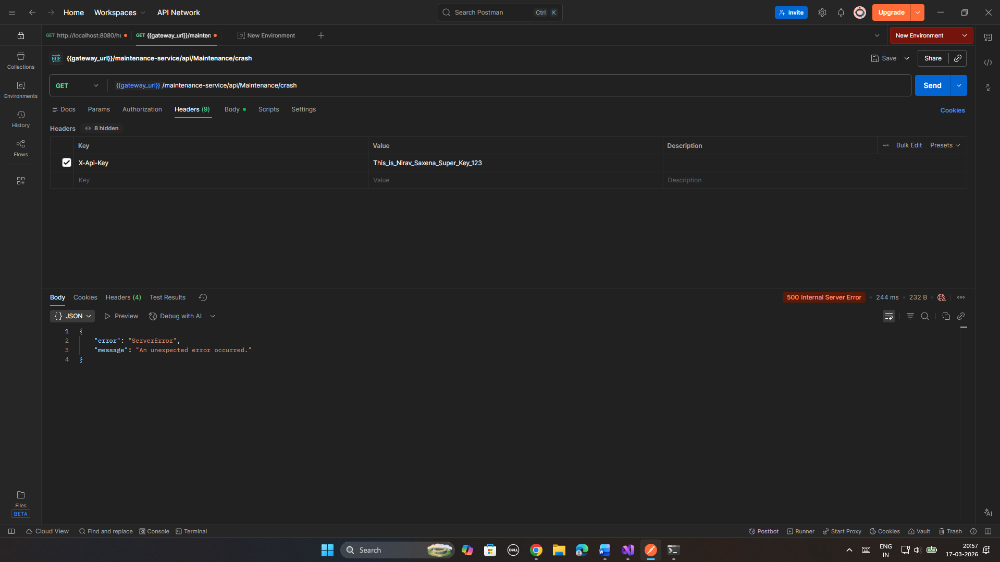 Home
Workspaces
API Network
Search Postman
Ctrl
K
Invite
Upgrade
GET http://localhost:8080/he
GET {{gateway_url}}/mainten
New Environment
New Environment
HTTP
{{gateway_url}}/maintenance-service/api/Maintenance/crash
Save
Share
GET
{{gateway_url}} /maintenance-service/api/Maintenance/crash
Send
Docs
Params
Authorization
Headers (9)
Body
Scripts
Settings
Cookies
Headers
8 hidden
Key
Value
Description
Bulk Edit
Presets
X-Api-Key
This_is_Nirav_Saxena_Super_Key_123
Key
Value
Description
Collections
Environments
History
Flows
Files
BETA
Body
Cookies
Headers (4)
Test Results
500 Internal Server Error
244 ms
232 B
{} JSON
Preview
Debug with AI
1 {
2 "error": "ServerError",
3 "message": "An unexpected error occurred."
4 }
AI
Cloud View
Find and replace
Console
Terminal
Postbot
Runner
Start Proxy
Cookies
Vault
Trash
Search
DELL
ENG
IN
20:57
17-03-2026